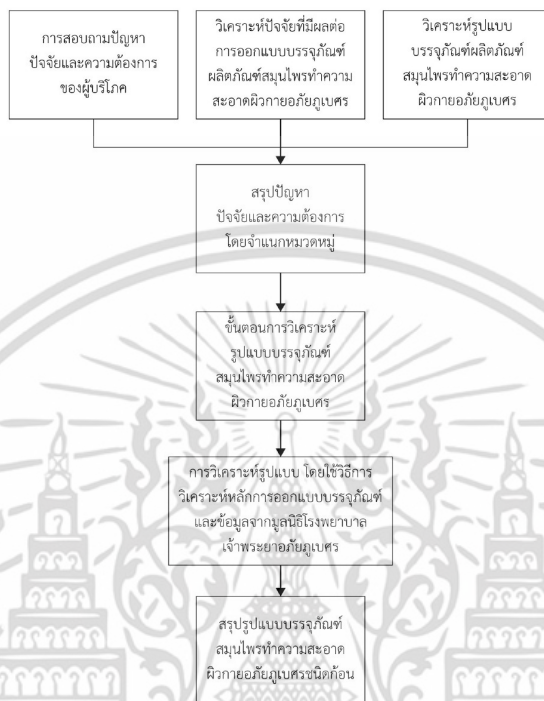 การสอบถามปัญหา
ปัจจัยและความต้องการ
ของผู้บริโภค
วิเคราะห์ปัจจัยที่มีผลต่อ
การออกแบบบรรจุภัณฑ์
ผลิตภัณฑ์สมุนไพรทำความ
สะอาดผิวกายอภัยภูเบศร
วิเคราะห์รูปแบบ
บรรจุภัณฑ์ผลิตภัณฑ์
สมุนไพรทำความสะอาด
ผิวกายอภัยภูเบศร
สรุปปัญหา
ปัจจัยและความต้องการ
โดยจำแนกหมวดหมู่
ขั้นตอนการวิเคราะห์
รูปแบบบรรจุภัณฑ์
สมุนไพรทำความสะอาด
ผิวกายอภัยภูเบศร
การวิเคราะห์รูปแบบ โดยใช้วิธีการ
วิเคราะห์หลักการออกแบบบรรจุภัณฑ์
และข้อมูลจากมูลนิธิโรงพยาบาล
เจ้าพระยาอภัยภูเบศร
สรุปรูปแบบบรรจุภัณฑ์
สมุนไพรทำความสะอาด
ผิวกายอภัยภูเบศรชนิดก้อน